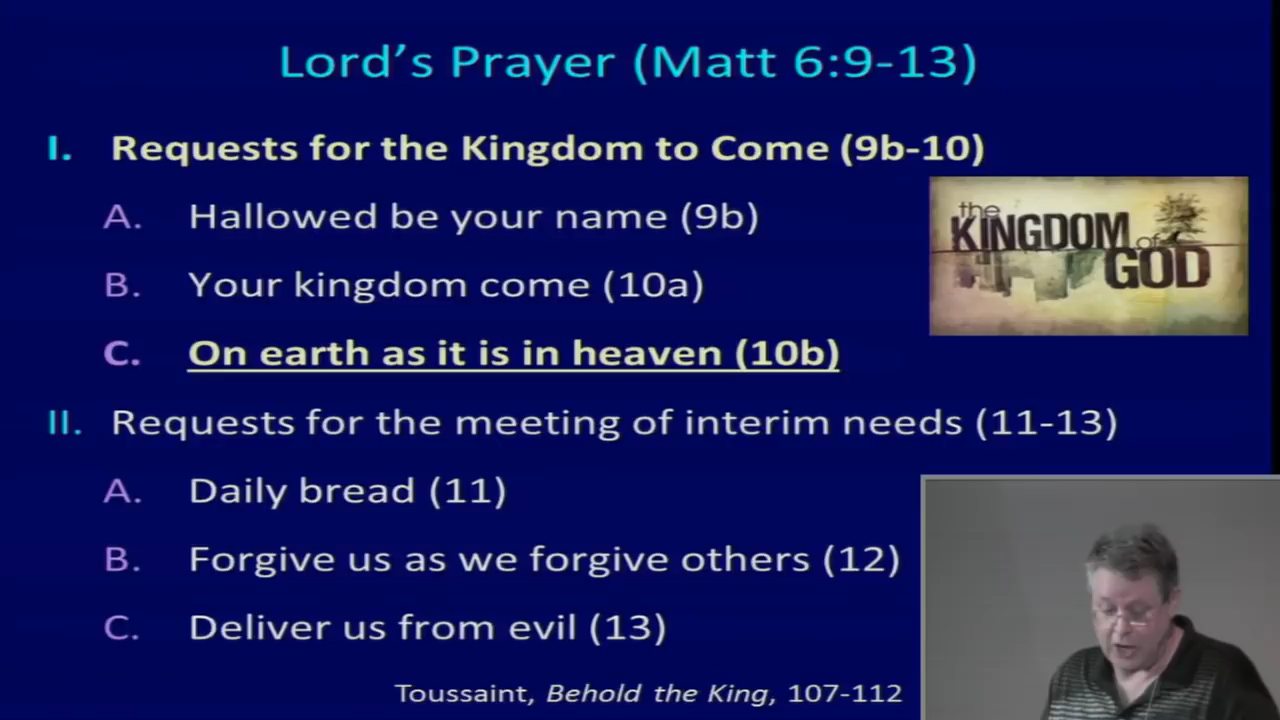 Lord’s Prayer (Matt 6:9-13)
I. Requests for the Kingdom to Come (9b-10)
A. Hallowed be your name (9b)
B. Your kingdom come (10a)
C. On earth as it is in heaven (10b)
the
KINGDOM of
GOD
II. Requests for the meeting of interim needs (11-13)
A. Daily bread (11)
B. Forgive us as we forgive others (12)
C. Deliver us from evil (13)
Toussaint, Behold the King, 107-112